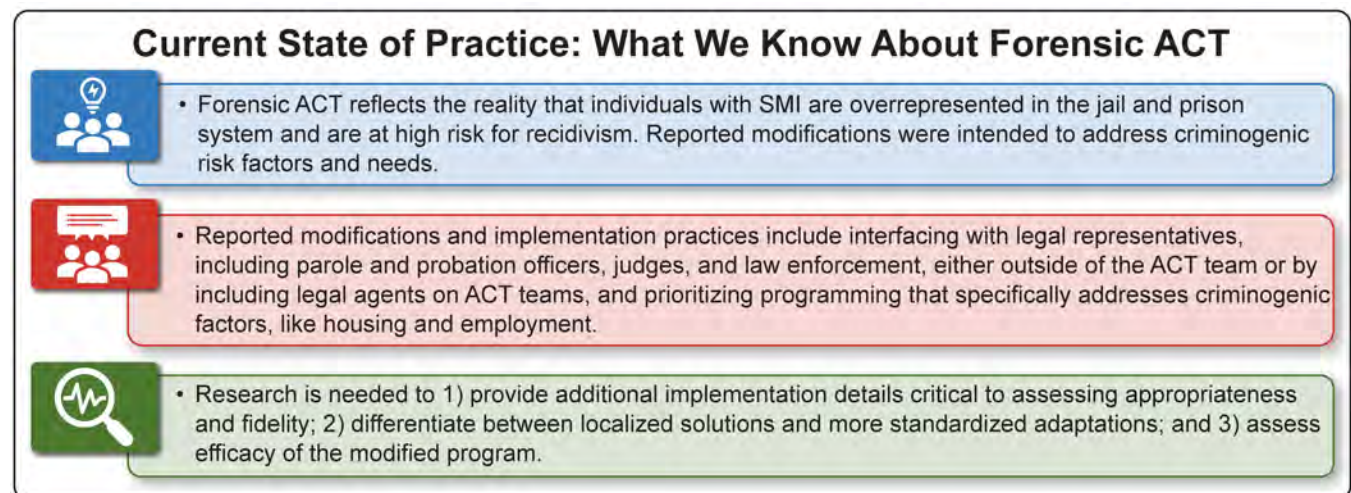 Current State of Practice: What We Know About Forensic ACT
• Forensic ACT reflects the reality that individuals with SMI are overrepresented in the jail and prison
system and are at high risk for recidivism. Reported modifications were intended to address criminogenic
risk factors and needs.
• Reported modifications and implementation practices include interfacing with legal representatives,
including parole and probation officers, judges, and law enforcement, either outside of the ACT team or by
including legal agents on ACT teams, and prioritizing programming that specifically addresses criminogenic
factors, like housing and employment.
• Research is needed to 1) provide additional implementation details critical to assessing appropriateness
and fidelity; 2) differentiate between localized solutions and more standardized adaptations; and 3) assess
efficacy of the modified program.